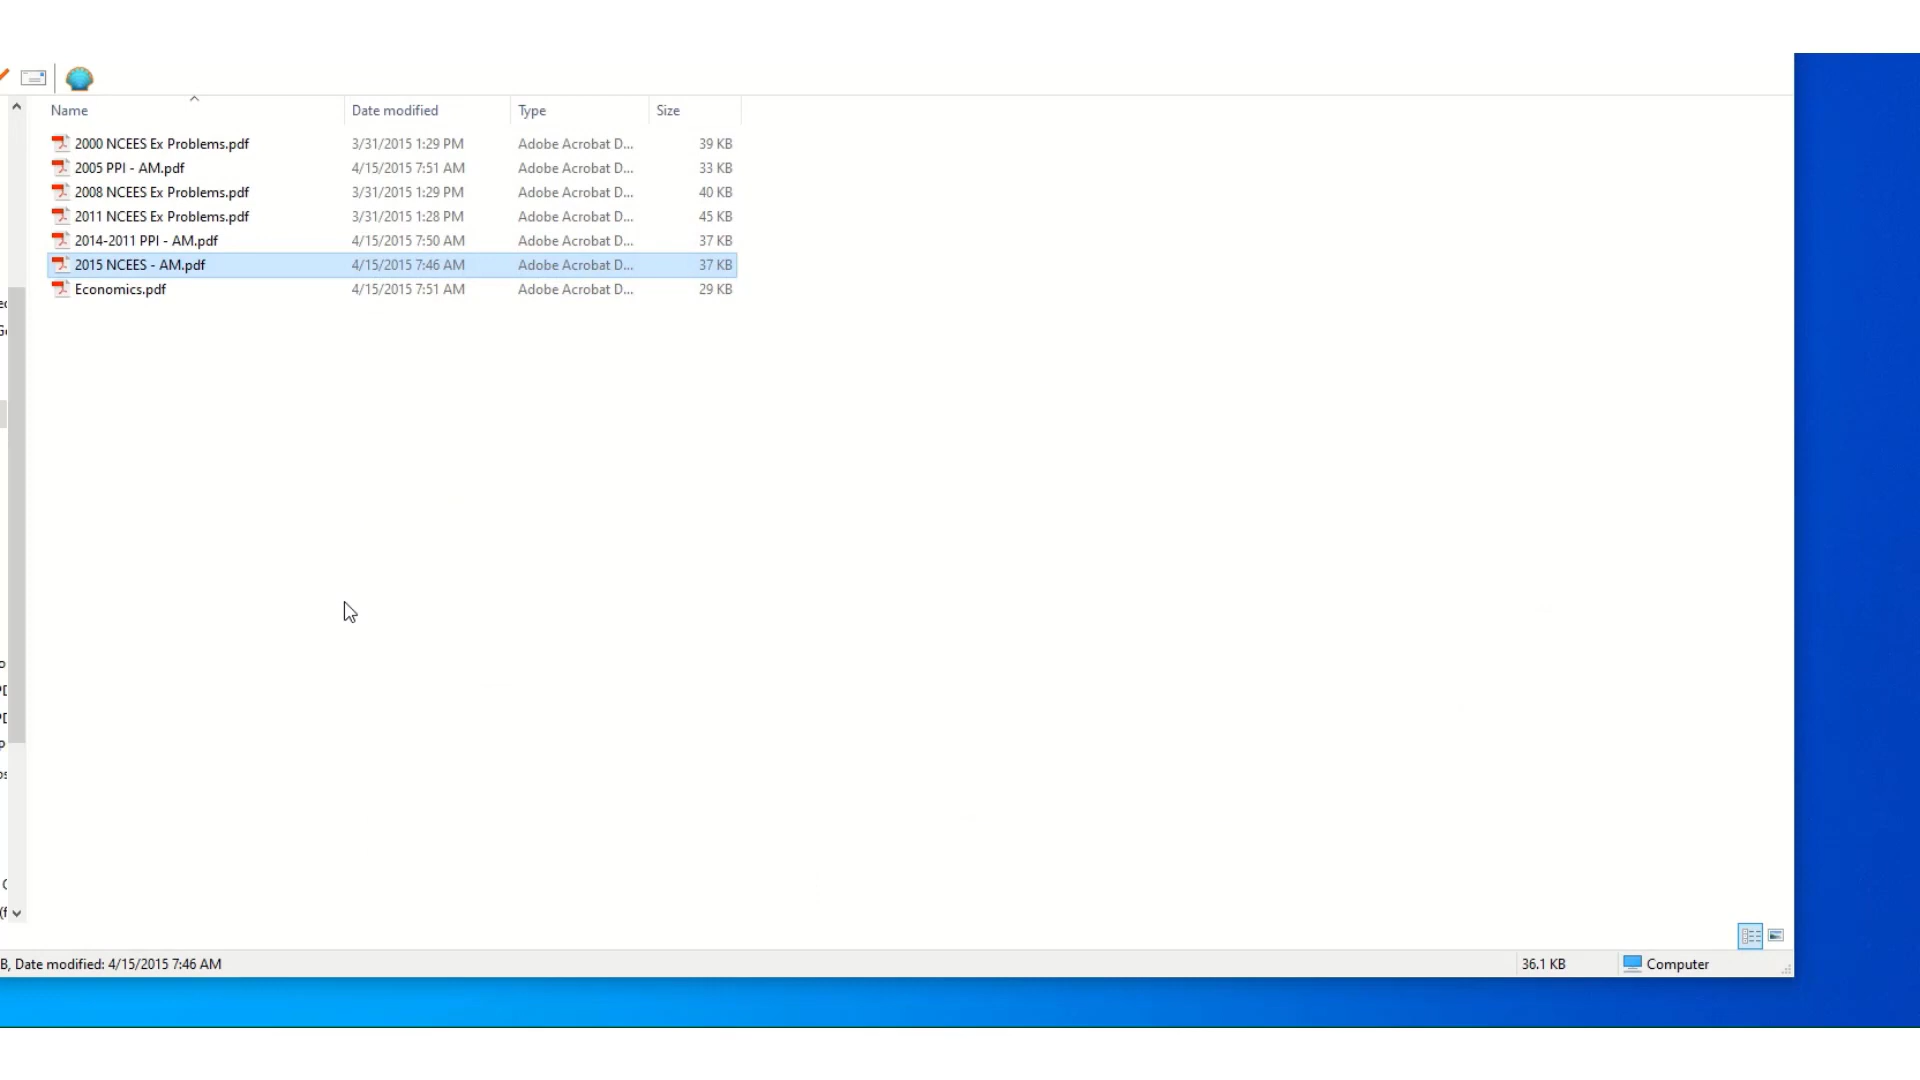 Name Date modified Type Size
2000 NCEES Ex Problems.pdf 3/31/2015 1:29 PM Adobe Acrobat D... 39 KB
2005 PPI - AM.pdf 4/15/2015 7:51 AM Adobe Acrobat D... 33 KB
2008 NCEES Ex Problems.pdf 3/31/2015 1:29 PM Adobe Acrobat D... 40 KB
2011 NCEES Ex Problems.pdf 3/31/2015 1:28 PM Adobe Acrobat D... 45 KB
2014-2011 PPI - AM.pdf 4/15/2015 7:50 AM Adobe Acrobat D... 37 KB
2015 NCEES - AM.pdf 4/15/2015 7:46 AM Adobe Acrobat D... 37 KB
Economics.pdf 4/15/2015 7:51 AM Adobe Acrobat D... 29 KB
B, Date modified: 4/15/2015 7:46 AM 36.1 KB Computer